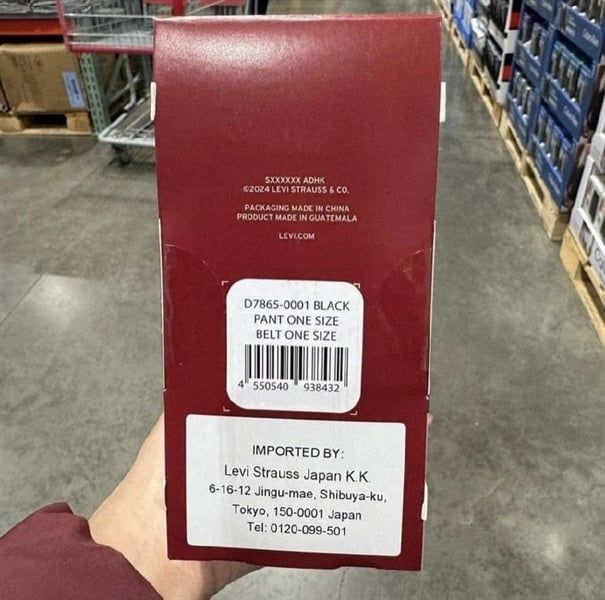 SXXXXXX ADHK
©2024 LEVI STRAUSS & CO.
PACKAGING MADE IN CHINA
PRODUCT MADE IN GUATEMALA
LEVI.COM
D7865-0001 BLACK
PANT ONE SIZE
BELT ONE SIZE
4 550540 938432
IMPORTED BY:
Levi Strauss Japan K.K.
6-16-12 Jingu-mae, Shibuya-ku,
Tokyo, 150-0001 Japan
Tel: 0120-099-501